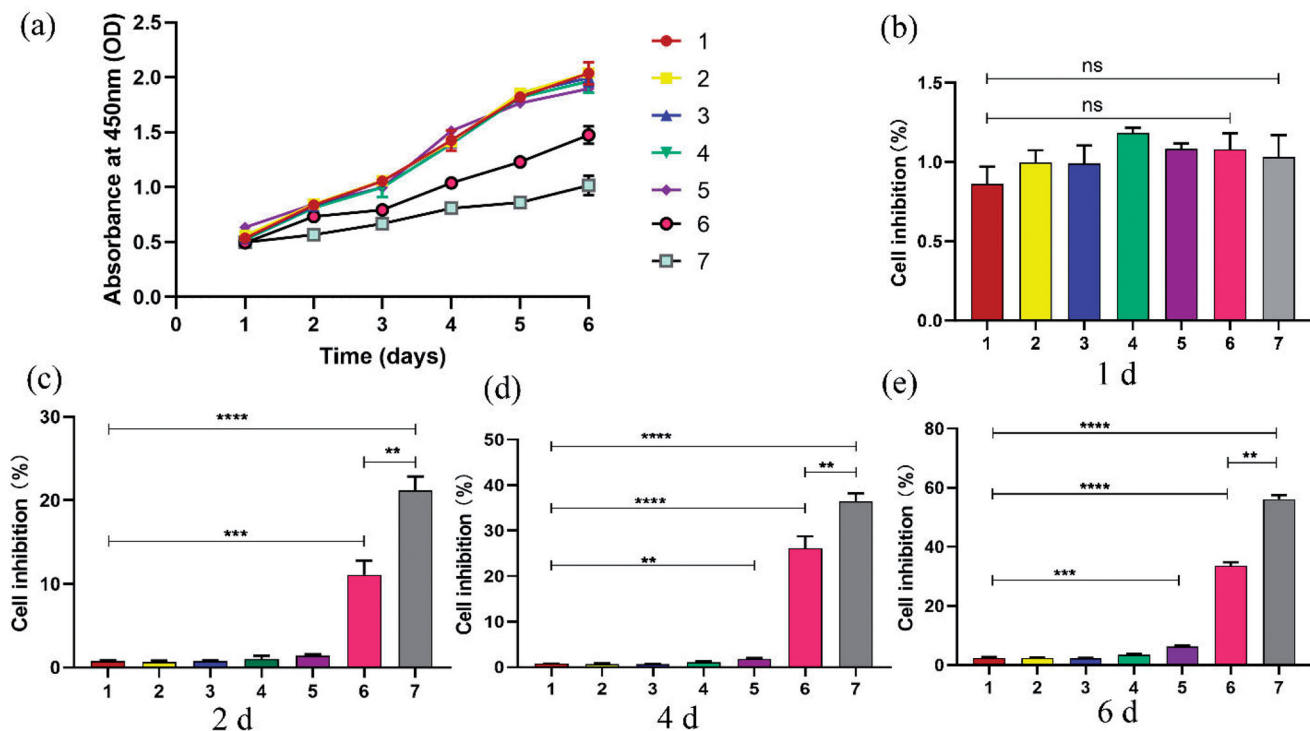 (a)
Absorbance at 450nm (OD)
2.5
2.0
1.5
1.0
0.5
0.0
0 1 2 3 4 5 6
Time (days)
1
2
3
4
5
6
7
(b)
Cell inhibition (%)
1.5
1.0
0.5
0.0
ns
ns
1 2 3 4 5 6 7
1 d
(c)
Cell inhibition (%)
30
20
10
0
****
**
***
1 2 3 4 5 6 7
2 d
(d)
Cell inhibition (%)
50
40
30
20
10
0
****
**
****
**
1 2 3 4 5 6 7
4 d
(e)
Cell inhibition (%)
80
60
40
20
0
****
**
****
***
1 2 3 4 5 6 7
6 d